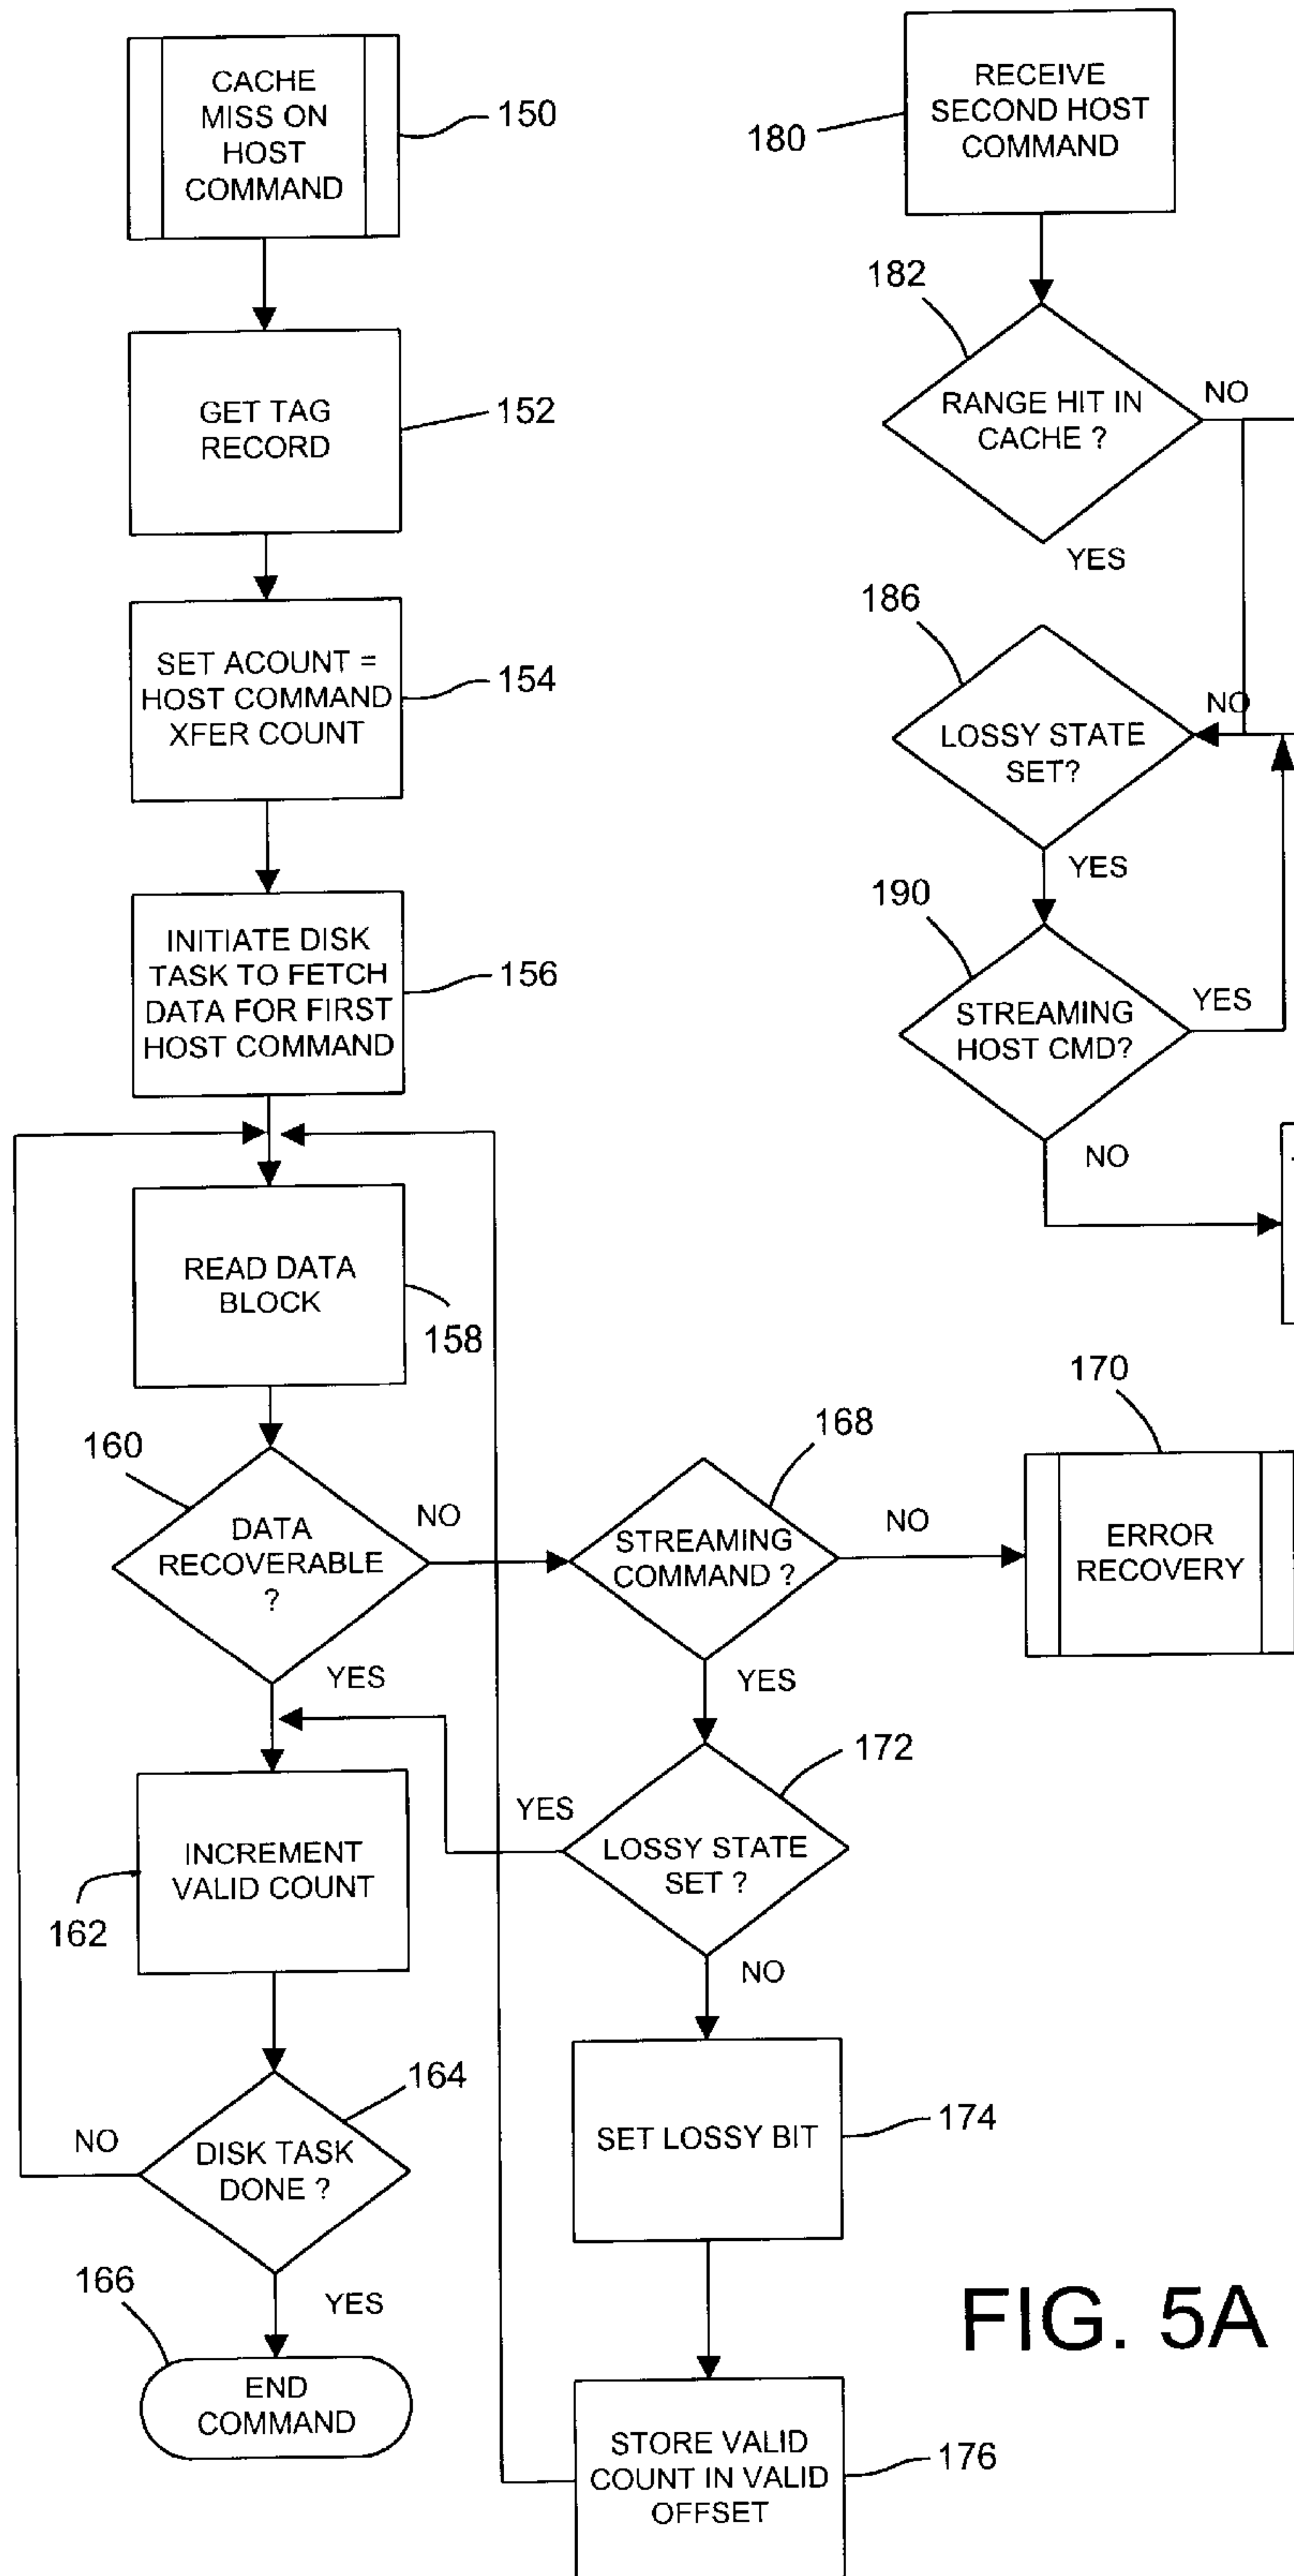 CACHE
MISS ON
HOST
COMMAND
150
GET TAG
RECORD
152
SET ACOUNT =
HOST COMMAND
XFER COUNT
154
INITIATE DISK
TASK TO FETCH
DATA FOR FIRST
HOST COMMAND
156
READ DATA
BLOCK
158
160
DATA
RECOVERABLE
?
NO
YES
INCREMENT
VALID COUNT
162
164
DISK TASK
DONE ?
NO
YES
166
END
COMMAND
168
STREAMING
COMMAND ?
NO
YES
170
ERROR
RECOVERY
172
LOSSY STATE
SET ?
YES
NO
SET LOSSY BIT
174
STORE VALID
COUNT IN VALID
OFFSET
176
RECEIVE
SECOND HOST
COMMAND
180
182
RANGE HIT IN
CACHE ?
NO
YES
186
LOSSY STATE
SET?
NO
YES
190
STREAMING
HOST CMD?
YES
NO
FIG. 5A